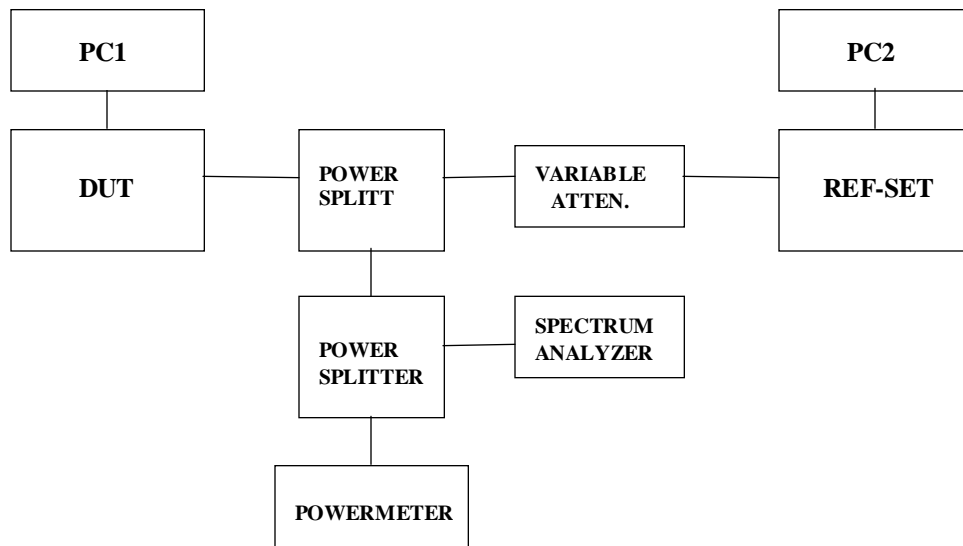 PC1
PC2
DUT
POWER
SPLITT
VARIABLE
ATTEN.
REF-SET
POWER
SPLITTER
SPECTRUM
ANALYZER
POWERMETER